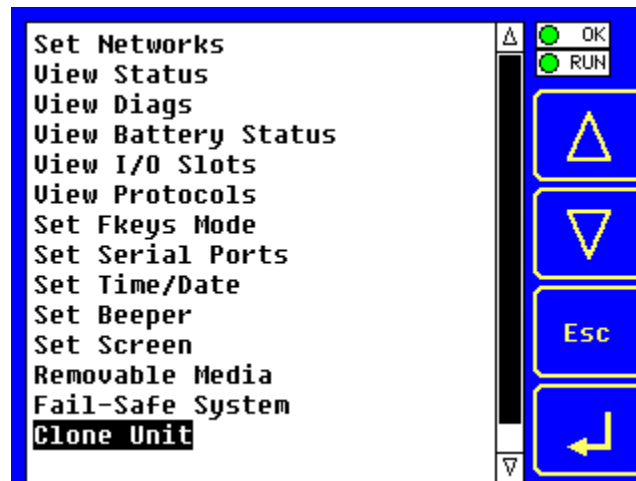 Set Networks
View Status
View Diags
View Battery Status
View I/O Slots
View Protocols
Set Fkeys Mode
Set Serial Ports
Set Time/Date
Set Beeper
Set Screen
Removable Media
Fail-Safe System
Clone Unit
OK
RUN
Esc